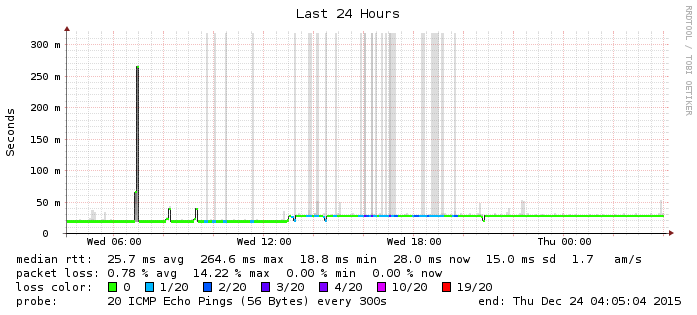 Last 24 Hours
RRDTOOL / TOBI OETIKER
Seconds
300 m
250 m
200 m
150 m
100 m
50 m
0
Wed 06:00 Wed 12:00 Wed 18:00 Thu 00:00
median rtt: 25.7 ms avg 264.6 ms max 18.8 ms min 28.0 ms now 15.0 ms sd 1.7 am/s
packet loss: 0.78 % avg 14.22 % max 0.00 % min 0.00 % now
loss color: 0 1/20 2/20 3/20 4/20 10/20 19/20
probe: 20 ICMP Echo Pings (56 Bytes) every 300s end: Thu Dec 24 04:05:04 2015